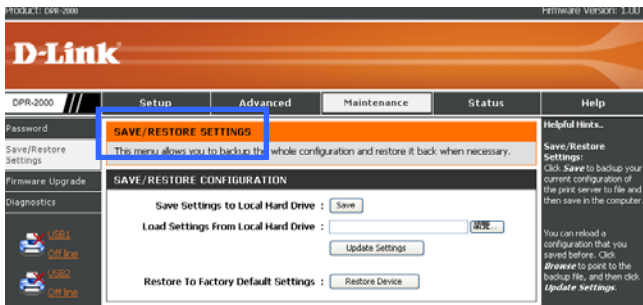 Product: DPR-2000
Firmware Version: 1.00
D-Link
DPR-2000
Setup
Advanced
Maintenance
Status
Help
Password
Save/Restore
Settings
Firmware Upgrade
Diagnostics
USB1
Off line
USB2
Off line
SAVE/RESTORE SETTINGS
This menu allows you to backup the whole configuration and restore it back when necessary.
SAVE/RESTORE CONFIGURATION
Save Settings to Local Hard Drive : Save
Load Settings From Local Hard Drive : 瀏覽...
Update Settings
Restore To Factory Default Settings : Restore Device
Helpful Hints..
Save/Restore
Settings:
Click Save to backup your
current configuration of
the print server to file and
then save in the computer.
You can reload a
configuration that you
saved before. Click
Browse to point to the
backup file, and then click
Update Settings.